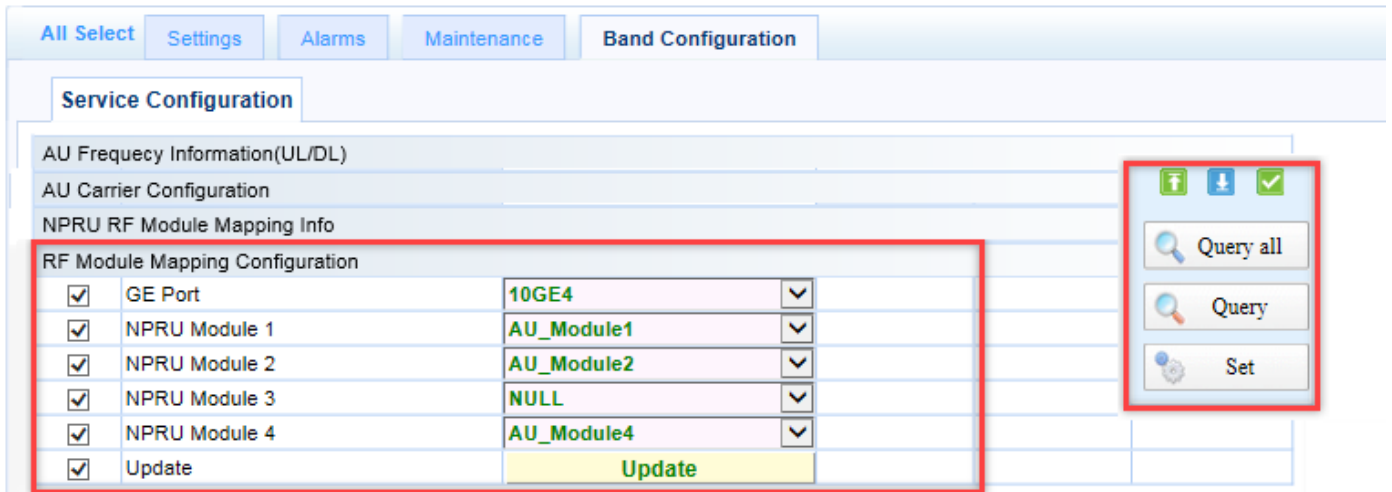 All Select Settings Alarms Maintenance Band Configuration
Service Configuration
AU Frequecy Information(UL/DL)
AU Carrier Configuration
NPRU RF Module Mapping Info
RF Module Mapping Configuration
GE Port 10GE4
NPRU Module 1 AU_Module1
NPRU Module 2 AU_Module2
NPRU Module 3 NULL
NPRU Module 4 AU_Module4
Update Update
Query all
Query
Set